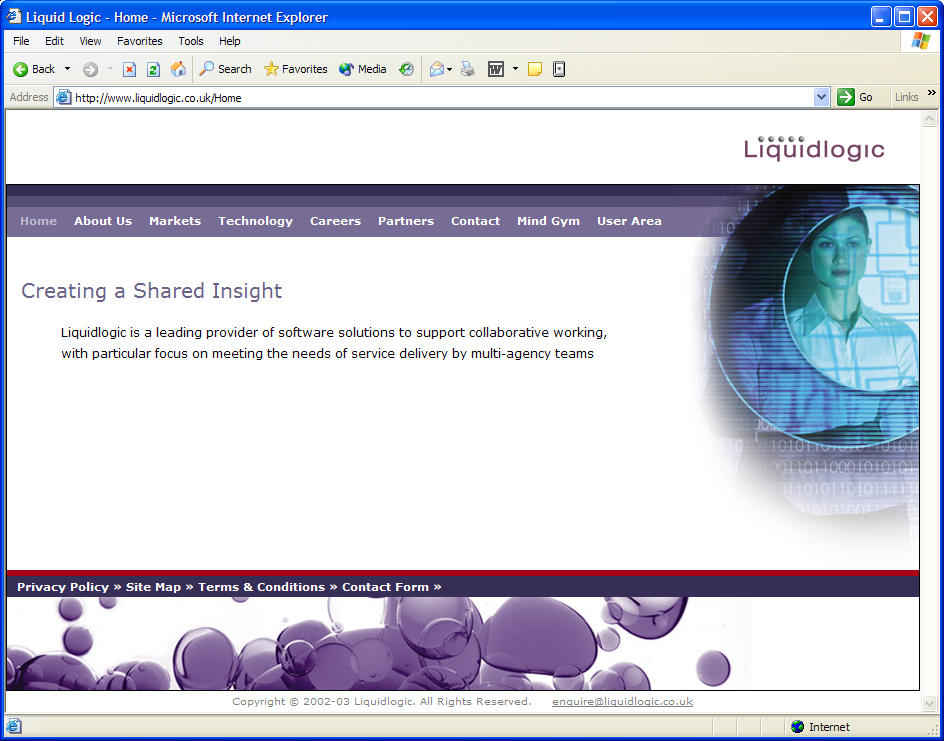 Liquid Logic - Home - Microsoft Internet Explorer
File Edit View Favorites Tools Help
Back Search Favorites Media
Address http://www.liquidlogic.co.uk/Home Go Links »
Liquidlogic
Home About Us Markets Technology Careers Partners Contact Mind Gym User Area
Creating a Shared Insight
Liquidlogic is a leading provider of software solutions to support collaborative working,
with particular focus on meeting the needs of service delivery by multi-agency teams
Privacy Policy » Site Map » Terms & Conditions » Contact Form »
Copyright © 2002-03 Liquidlogic. All Rights Reserved. enquire@liquidlogic.co.uk
Internet